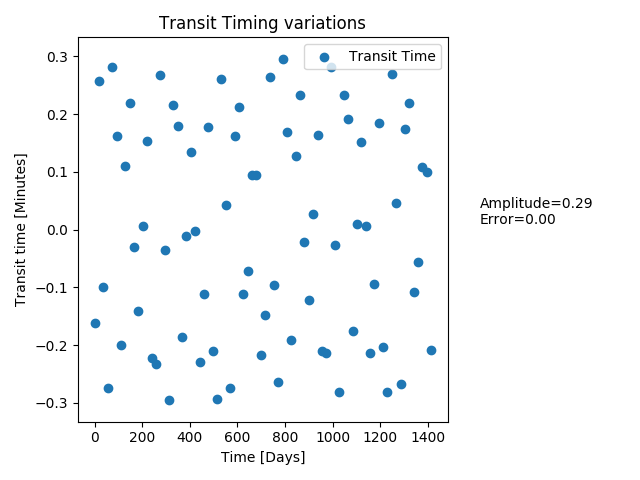 Transit Timing variations
Transit Time
Transit time [Minutes]
0.3
0.2
0.1
0.0
−0.1
−0.2
−0.3
0 200 400 600 800 1000 1200 1400
Time [Days]
Amplitude=0.29
Error=0.00